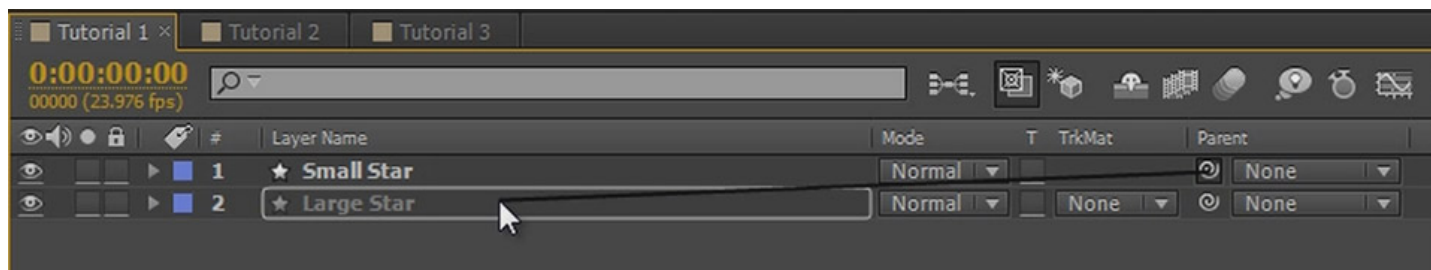 Tutorial 1 × Tutorial 2 Tutorial 3
0:00:00:00
00000 (23.976 fps)
# Layer Name Mode T TrkMat Parent
1 Small Star Normal None
2 Large Star Normal None None